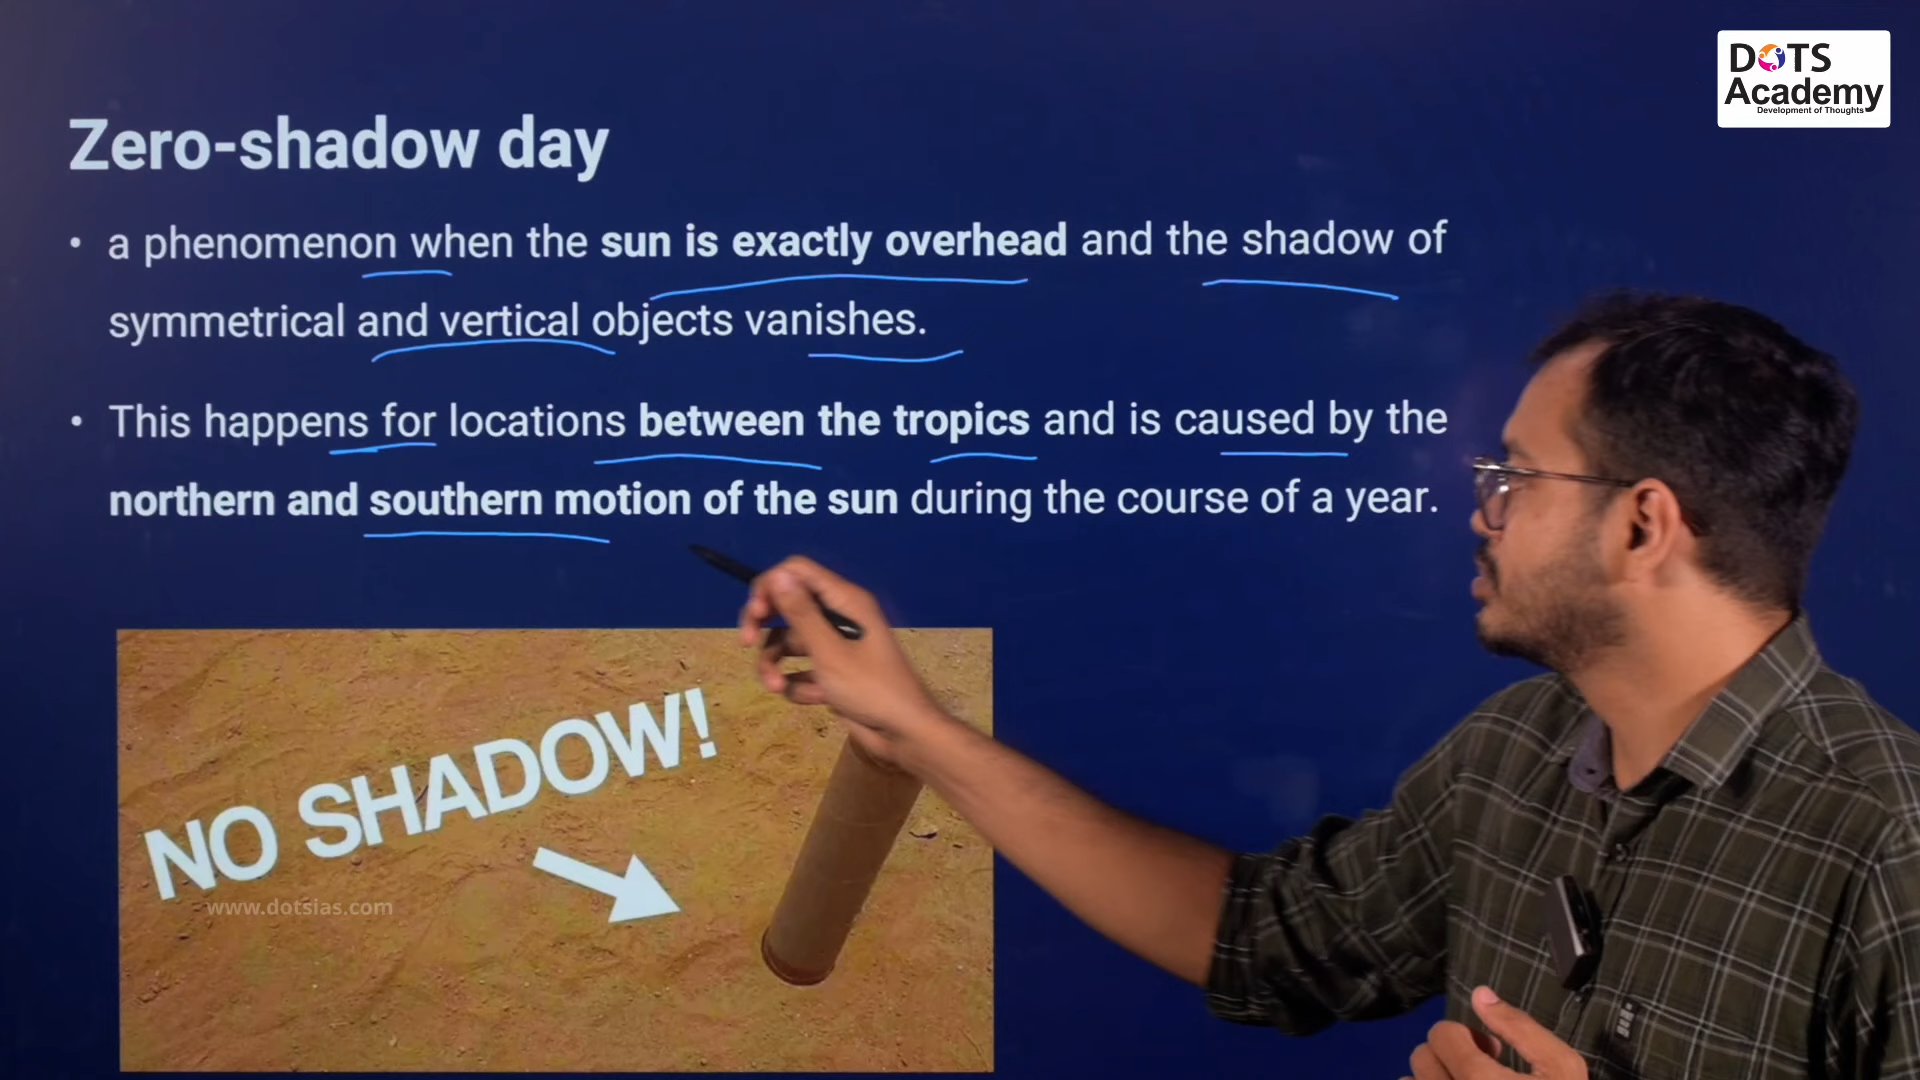 DOTS
Academy
Development of Thoughts
Zero-shadow day
• a phenomenon when the sun is exactly overhead and the shadow of
symmetrical and vertical objects vanishes.
• This happens for locations between the tropics and is caused by the
northern and southern motion of the sun during the course of a year.
NO SHADOW!
www.dotsias.com